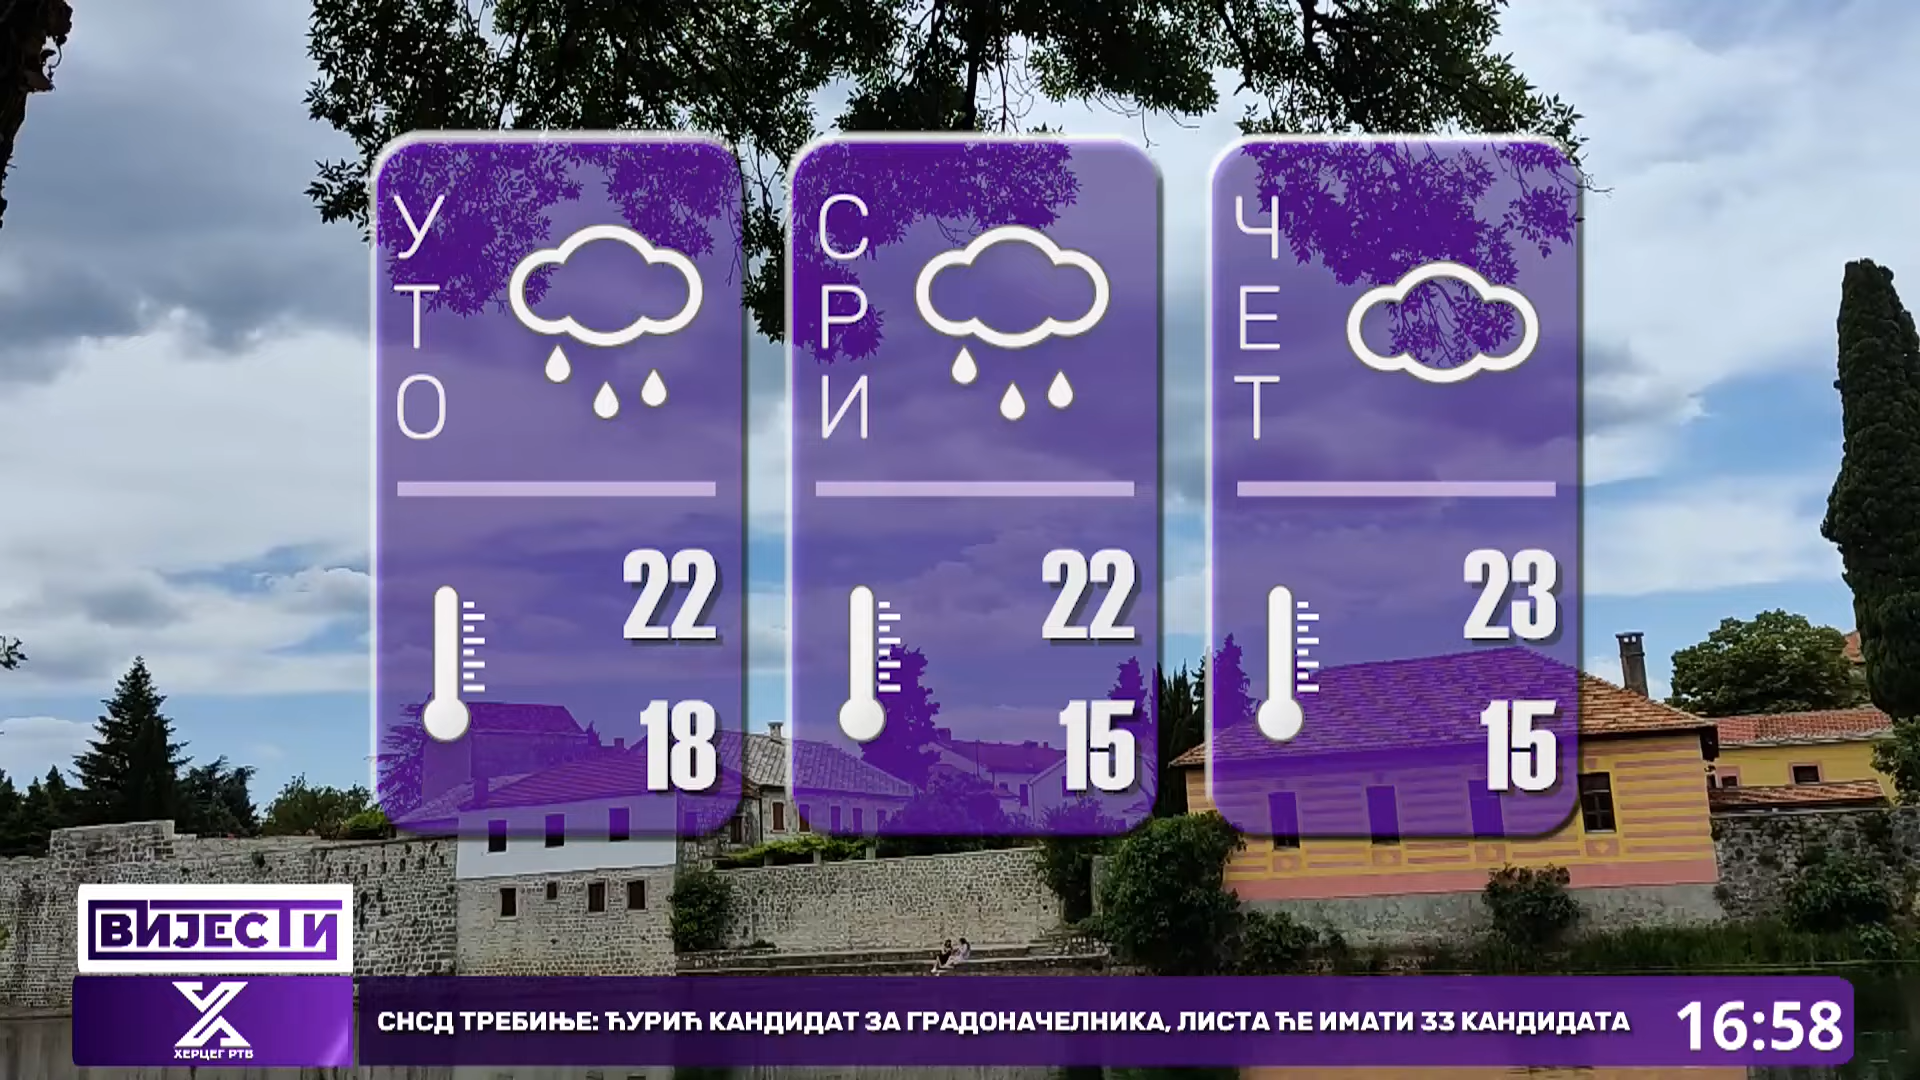 УТО
22
18
СРИ
22
15
ЧЕТ
23
15
ВИЈЕСТИ
ХЕРЦЕГ РТВ
СНСД ТРЕБИЊЕ: ЋУРИЋ КАНДИДАТ ЗА ГРАДОНАЧЕЛНИКА, ЛИСТА ЋЕ ИМАТИ 33 КАНДИДАТА
16:58